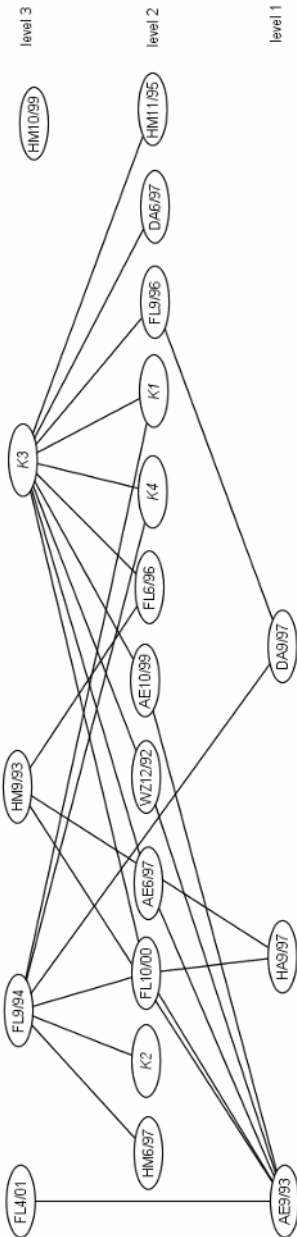 FL4/01
FL9/94
HM9/93
K3
HM10/99
level 3
HM6/97
K2
FL10/00
AE6/97
WZ12/92
AE10/99
FL6/96
K4
K1
FL9/96
DA6/97
HM11/95
level 2
AE9/93
HA9/97
DA9/97
level 1